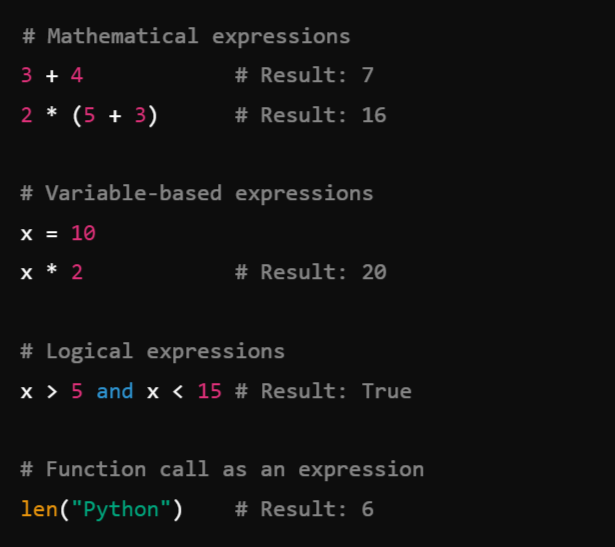 # Mathematical expressions
3 + 4            # Result: 7
2 * (5 + 3)      # Result: 16
# Variable-based expressions
x = 10
x * 2            # Result: 20
# Logical expressions
x > 5 and x < 15 # Result: True
# Function call as an expression
len("Python")    # Result: 6